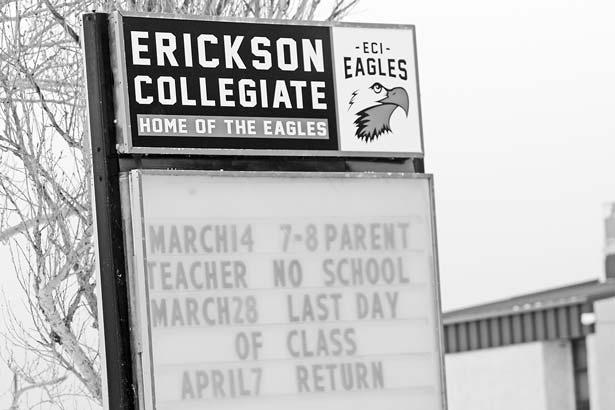 ERICKSON
COLLEGIATE
HOME OF THE EAGLES
-ECI-
EAGLES
MARCH14 7-8 PARENT
TEACHER NO SCHOOL
MARCH28 LAST DAY
OF CLASS
APRIL7 RETURN